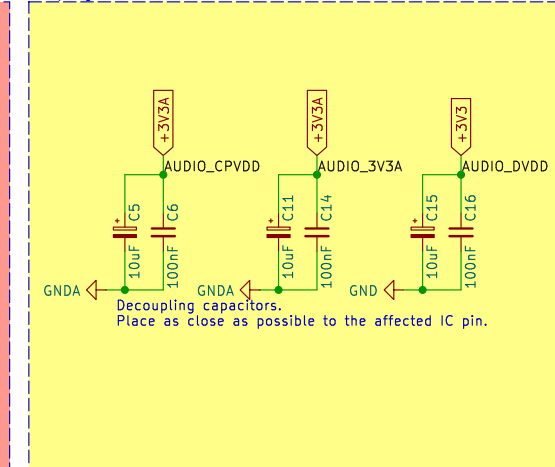 +3V3A
+3V3A
+3V3
AUDIO_CPVDD
AUDIO_3V3A
AUDIO_DVDD
+ C5
C6
+ C11
C14
+ C15
C16
10uF
100nF
10uF
100nF
10uF
100nF
GNDA
GNDA
GND
Decoupling capacitors.
Place as close as possible to the affected IC pin.